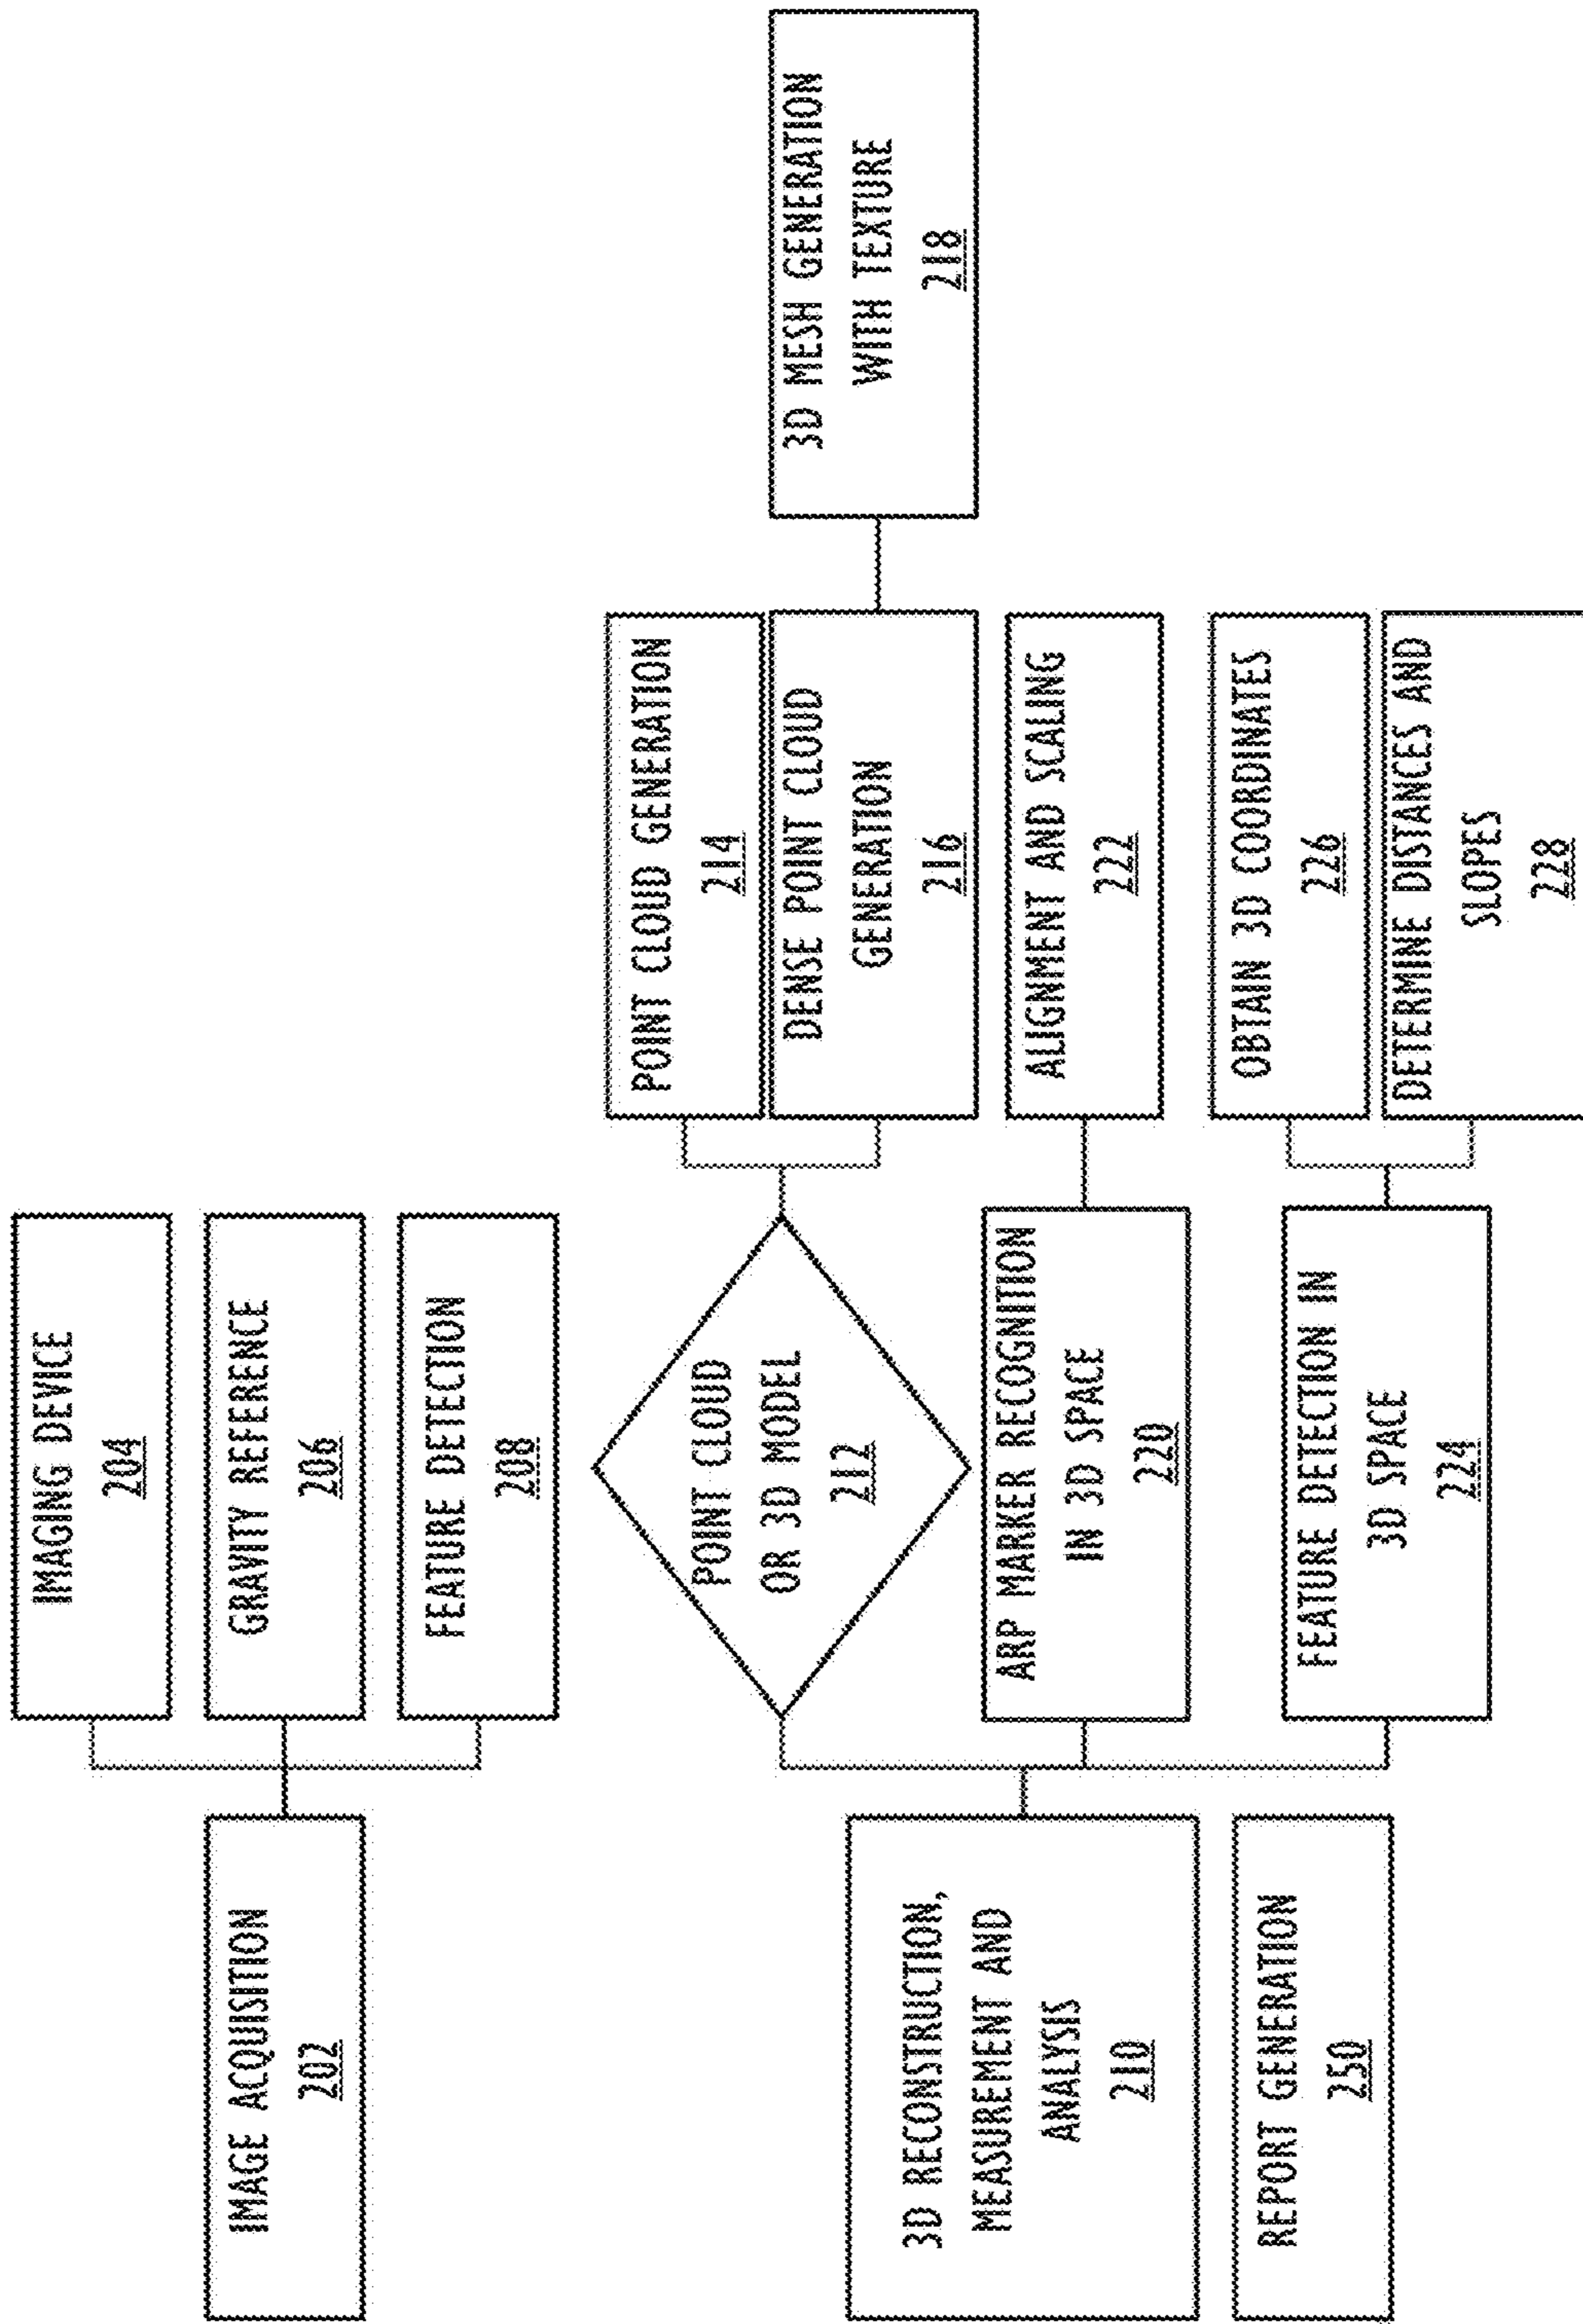 IMAGE ACQUISITION
202
IMAGING DEVICE
204
GRAVITY REFERENCE
206
FEATURE DETECTION
208
3D RECONSTRUCTION,
MEASUREMENT AND
ANALYSIS
210
POINT CLOUD
OR 3D MODEL
212
POINT CLOUD GENERATION
214
DENSE POINT CLOUD
GENERATION
216
3D MESH GENERATION
WITH TEXTURE
218
ARP MARKER RECOGNITION
IN 3D SPACE
220
ALIGNMENT AND SCALING
222
FEATURE DETECTION IN
3D SPACE
224
OBTAIN 3D COORDINATES
226
DETERMINE DISTANCES AND
SLOPES
228
REPORT GENERATION
250